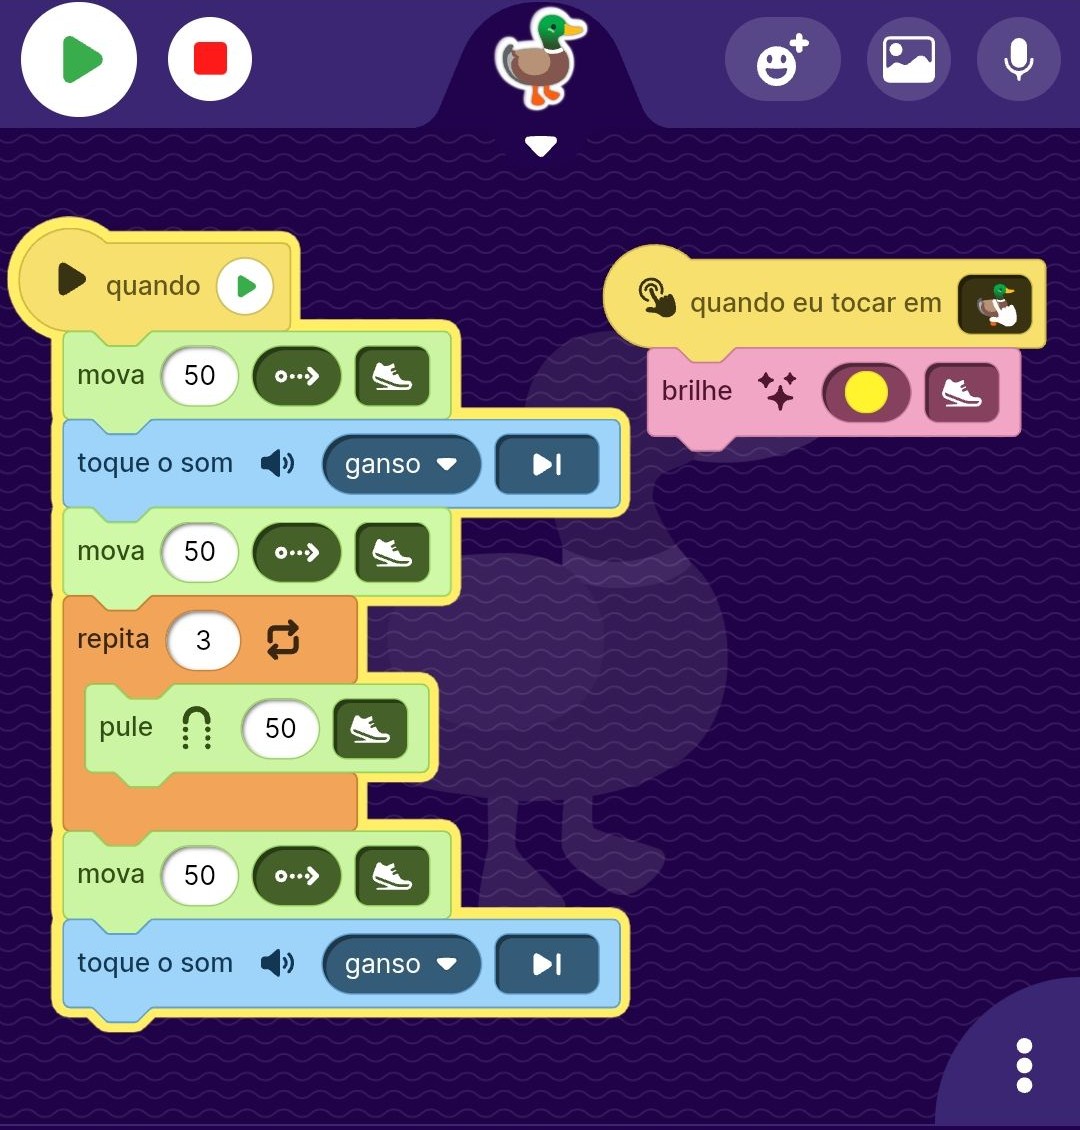 quando
mova 50
toque o som ganso
mova 50
repita 3
pule 50
mova 50
toque o som ganso
quando eu tocar em
brilhe